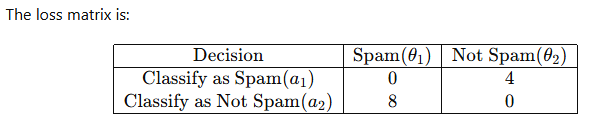 The loss matrix is:
Decision Spam(θ₁) Not Spam(θ₂)
Classify as Spam(a₁) 0 4
Classify as Not Spam(a₂) 8 0